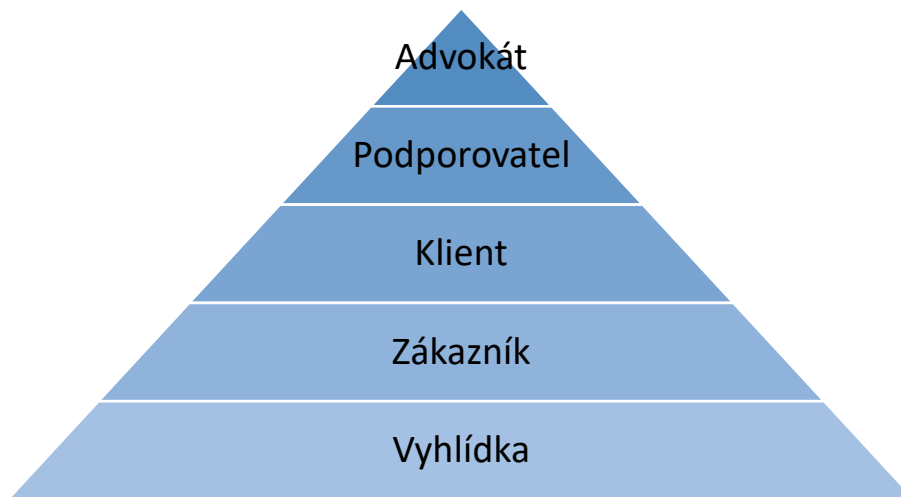 Advokát
Podporovatel
Klient
Zákazník
Vyhlídka